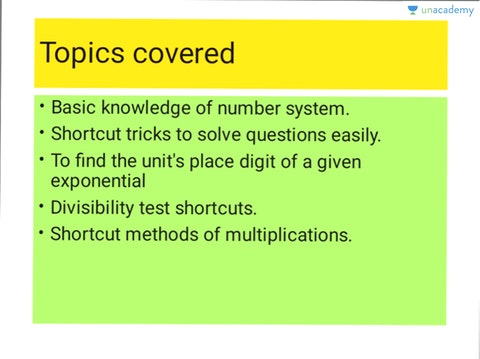 unacademy
Topics covered
• Basic knowledge of number system.
• Shortcut tricks to solve questions easily.
• To find the unit's place digit of a given
exponential
• Divisibility test shortcuts.
• Shortcut methods of multiplications.